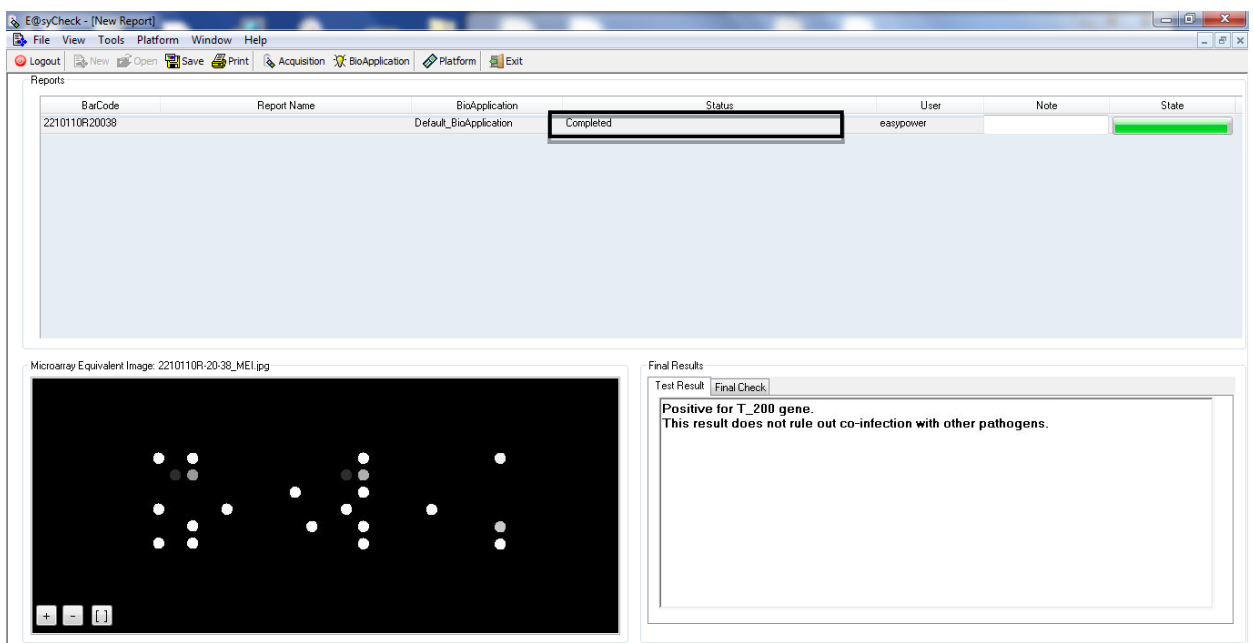 E@syCheck - [New Report]
File View Tools Platform Window Help
Logout New Open Save Print Acquisition BioApplication Platform Exit
Reports
BarCode Report Name BioApplication Status User Note State
2210110R20038 Default_BioApplication Completed easypower
Microarray Equivalent Image: 2210110R-20-38_MEI.jpg
Final Results
Test Result Final Check
Positive for T_200 gene.
This result does not rule out co-infection with other pathogens.
+ - [ ]